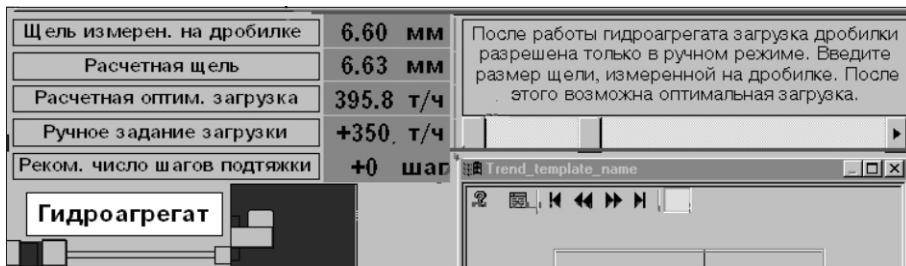 Щель измерен. на дробилке 6.60 мм
Расчетная щель 6.63 мм
Расчетная оптим. загрузка 395.8 т/ч
Ручное задание загрузки +350 т/ч
Реком. число шагов подтяжки +0 шаг
Гидроагрегат
После работы гидроагрегата загрузка дробилки
разрешена только в ручном режиме. Введите
размер щели, измеренной на дробилке. После
этого возможна оптимальная загрузка.
Trend_template_name